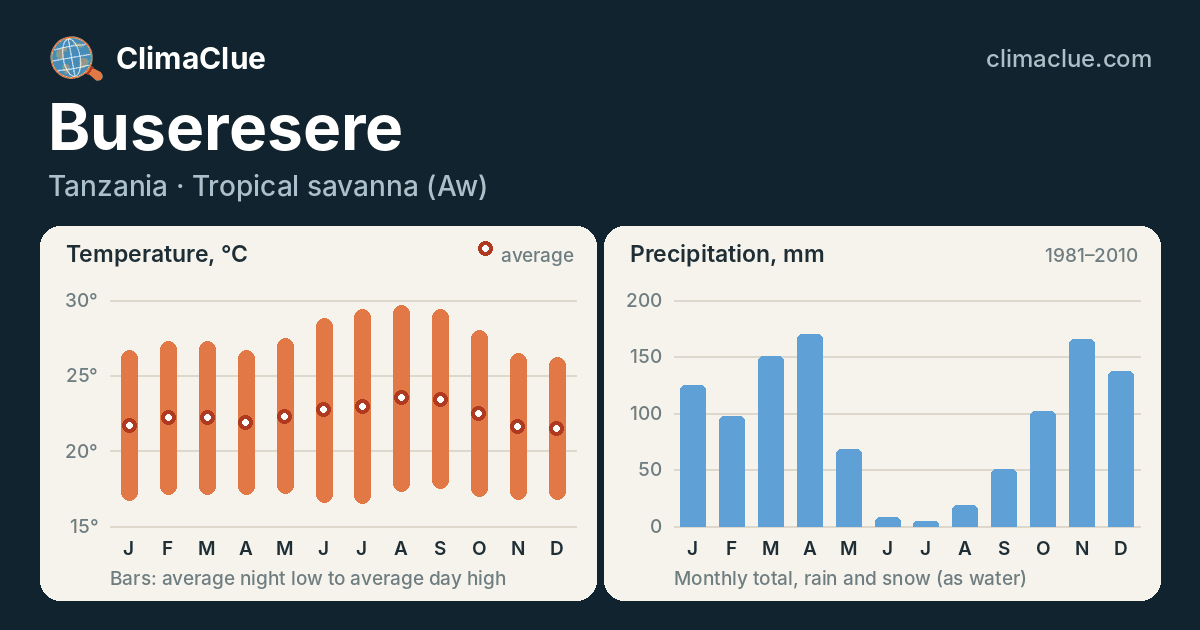 ClimaClue
climaclue.com
Buseresere
Tanzania · Tropical savanna (Aw)
Temperature, °C
average
30°
25°
20°
15°
J F M A M J J A S O N D
Bars: average night low to average day high
Precipitation, mm
1981–2010
200
150
100
50
0
J F M A M J J A S O N D
Monthly total, rain and snow (as water)